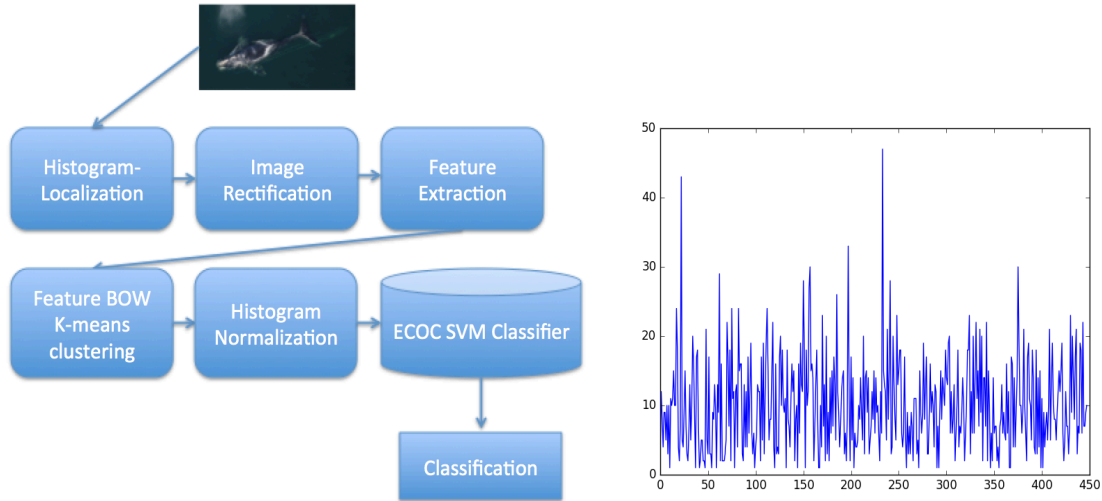 Histogram-
Localization
Image
Rectification
Feature
Extraction
Feature BOW
K-means
clustering
Histogram
Normalization
ECOC SVM Classifier
Classification
50
40
30
20
10
0
0 50 100 150 200 250 300 350 400 450